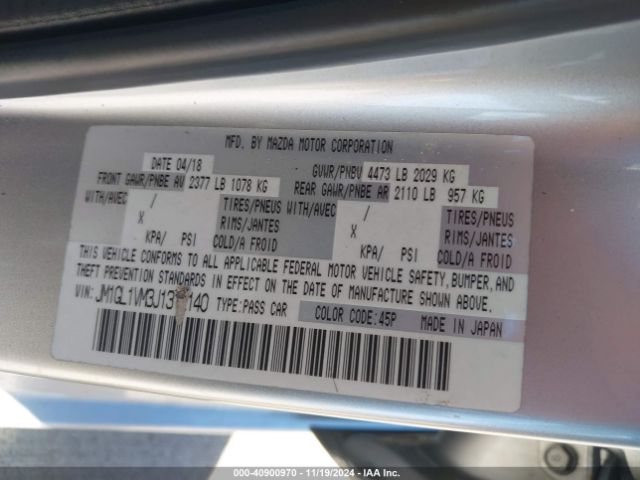 MFD. BY MAZDA MOTOR CORPORATION
DATE 04/18 GVWR/PNBV 4473 LB 2029 KG
FRONT GAWR/PNBE AV 2377 LB 1078 KG REAR GAWR/PNBE AR 2110 LB 957 KG
WITH/AVEC / TIRES/PNEUS WITH/AVEC / TIRES/PNEUS
X RIMS/JANTES X RIMS/JANTES
KPA/ PSI COLD/A FROID KPA/ PSI COLD/A FROID
THIS VEHICLE CONFORMS TO ALL APPLICABLE FEDERAL MOTOR VEHICLE SAFETY, BUMPER, AND
THEFT PREVENTION STANDARDS IN EFFECT ON THE DATE OF MANUFACTURE SHOWN ABOVE.
VIN: TYPE:PASS CAR COLOR CODE:45P MADE IN JAPAN
000-40900970 - 11/19/2024 - IAA Inc.